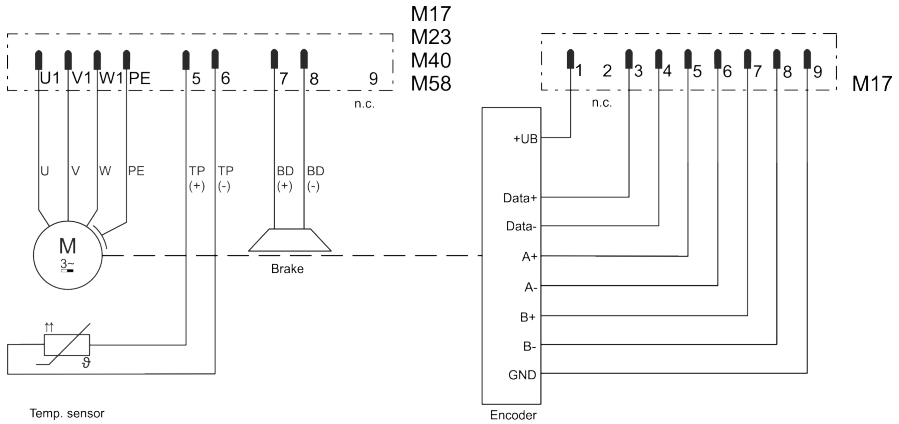 M17
M23
M40
M58
U1 V1 W1 PE 5 6 7 8 9
n.c.
1 2 3 4 5 6 7 8 9
n.c.
M17
U V W PE TP (+) TP (-) BD (+) BD (-)
M
3~
Brake
↑↑
ϑ
Temp. sensor
+UB
Data+
Data-
A+
A-
B+
B-
GND
Encoder